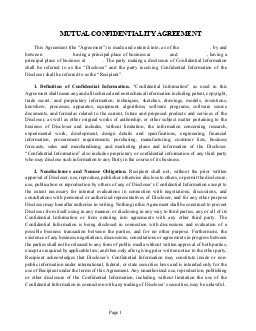 MUTUAL CONFIDENTIALITY AGREEMENT
This Agreement (the "Agreement") is made and entered into, as of the , by and
between , having a principal place of business at and , having a
principal place of business at . The party making a disclosure of Confidential Information
shall be referred to as the "Discloser" and the party receiving Confidential Information of the
Discloser shall be referred to as the "Recipient".
1. Definition of Confidential Information. "Confidential Information" as used in this
Agreement shall mean any and all technical and non-technical information including patent, copyright,
trade secret, and proprietary information, techniques, sketches, drawings, models, inventions,
know-how, processes, apparatus, equipment, algorithms, software programs, software source
documents, and formulae related to the current, future and proposed products and services of the
Discloser, as well as other original works of authorship, or other subject matter pertaining to the
business of Discloser and includes, without limitation, the information concerning research,
experimental work, development, design details and specifications, engineering, financial
information, procurement requirements, purchasing, manufacturing, customer lists, business
forecasts, sales and merchandising, and marketing plans and information of the Discloser.
"Confidential Information" also includes proprietary or confidential information of any third party
who may disclose such information to any Party in the course of its business.
2. Nondisclosure and Nonuse Obligation. Recipient shall not, without the prior written
approval of Discloser, use, reproduce, publish or otherwise disclose to others, or permit the disclosure,
use, publication or reproduction by others of any of Discloser's Confidential Information except to
the extent necessary for internal evaluations in connection with negotiations, discussions, and
consultations with personnel or authorized representatives of Discloser, and for any other purpose
Discloser may hereafter authorize in writing. Nothing in this Agreement shall be construed to prevent
Discloser from itself using in any manner, or disclosing in any way to third parties, any or all of its
Confidential Information or from entering into agreements with any other third party. The
Confidential Information is being disclosed in connection with discussions and evaluation of a
possible business transaction between the parties, and for no other purpose. Furthermore, the
existence of any business negotiations, discussions, consultations or agreements in progress between
the parties shall not be released to any form of public media without written approval of both parties,
except as required by applicable law, and then only after giving prior written notice to the other party.
Recipient acknowledges that Discloser's Confidential Information may constitute inside or non-
public information under international, federal, or state securities laws and is intended only for the
use of Recipient under the terms of this Agreement. Any unauthorized use, reproduction, publishing
or other disclosure of the Confidential Information, including without limitation the use of the
Confidential Information in connection with any trading of Discloser's securities, may be unlawful.
Page 1